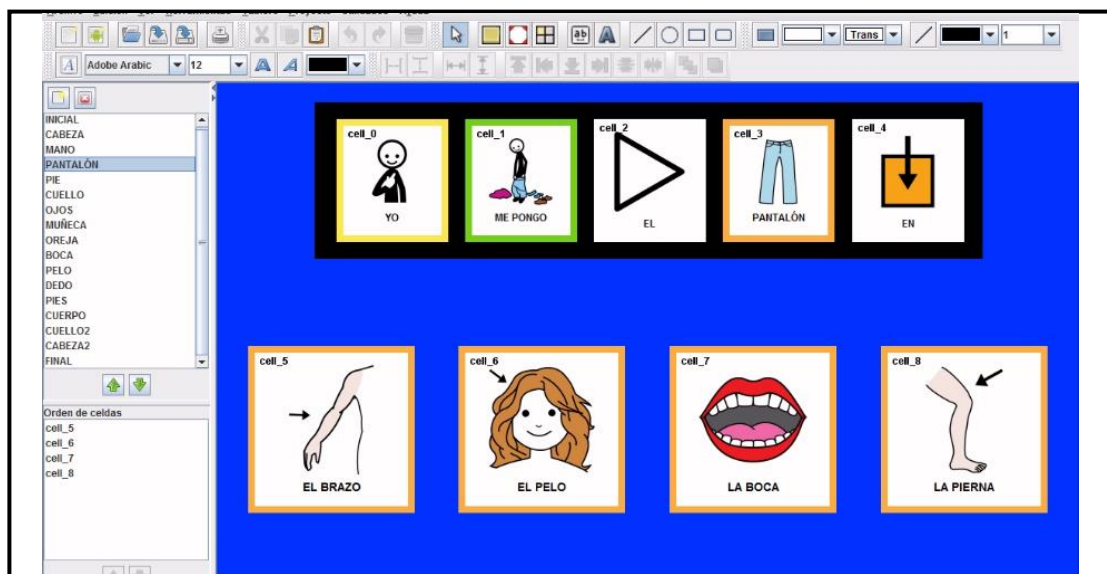 Adobe Arabic 12
Trans
1
INICIAL
CABEZA
MANO
PANTALÓN
PIE
CUELLO
OJOS
MUÑECA
OREJA
BOCA
PELO
DEDO
PIES
CUERPO
CUELLO2
CABEZA2
FINAL
Orden de celdas
cell_5
cell_6
cell_7
cell_8
cell_0
YO
cell_1
ME PONGO
cell_2
EL
cell_3
PANTALÓN
cell_4
EN
cell_5
EL BRAZO
cell_6
EL PELO
cell_7
LA BOCA
cell_8
LA PIERNA